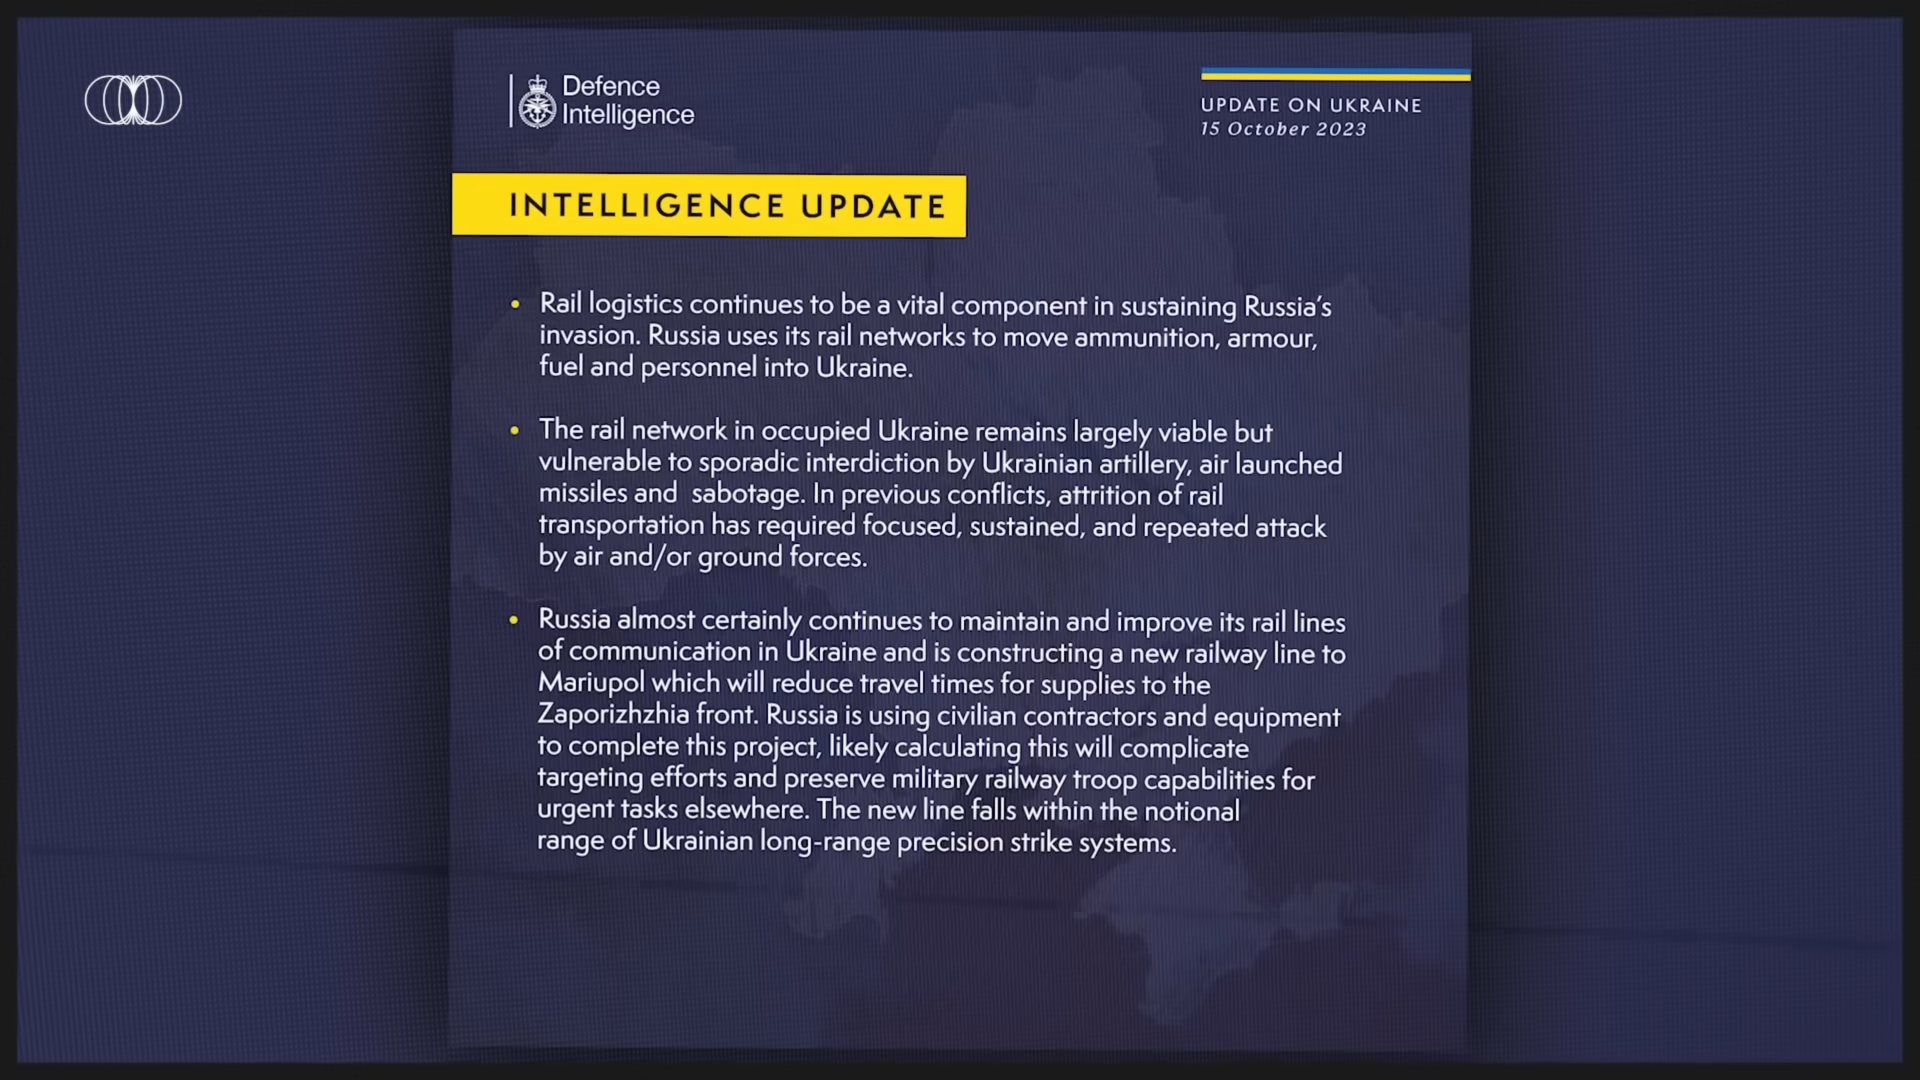 Defence
Intelligence
UPDATE ON UKRAINE
15 October 2023
INTELLIGENCE UPDATE
• Rail logistics continues to be a vital component in sustaining Russia's
invasion. Russia uses its rail networks to move ammunition, armour,
fuel and personnel into Ukraine.
• The rail network in occupied Ukraine remains largely viable but
vulnerable to sporadic interdiction by Ukrainian artillery, air launched
missiles and  sabotage. In previous conflicts, attrition of rail
transportation has required focused, sustained, and repeated attack
by air and/or ground forces.
• Russia almost certainly continues to maintain and improve its rail lines
of communication in Ukraine and is constructing a new railway line to
Mariupol which will reduce travel times for supplies to the
Zaporizhzhia front. Russia is using civilian contractors and equipment
to complete this project, likely calculating this will complicate
targeting efforts and preserve military railway troop capabilities for
urgent tasks elsewhere. The new line falls within the notional
range of Ukrainian long-range precision strike systems.